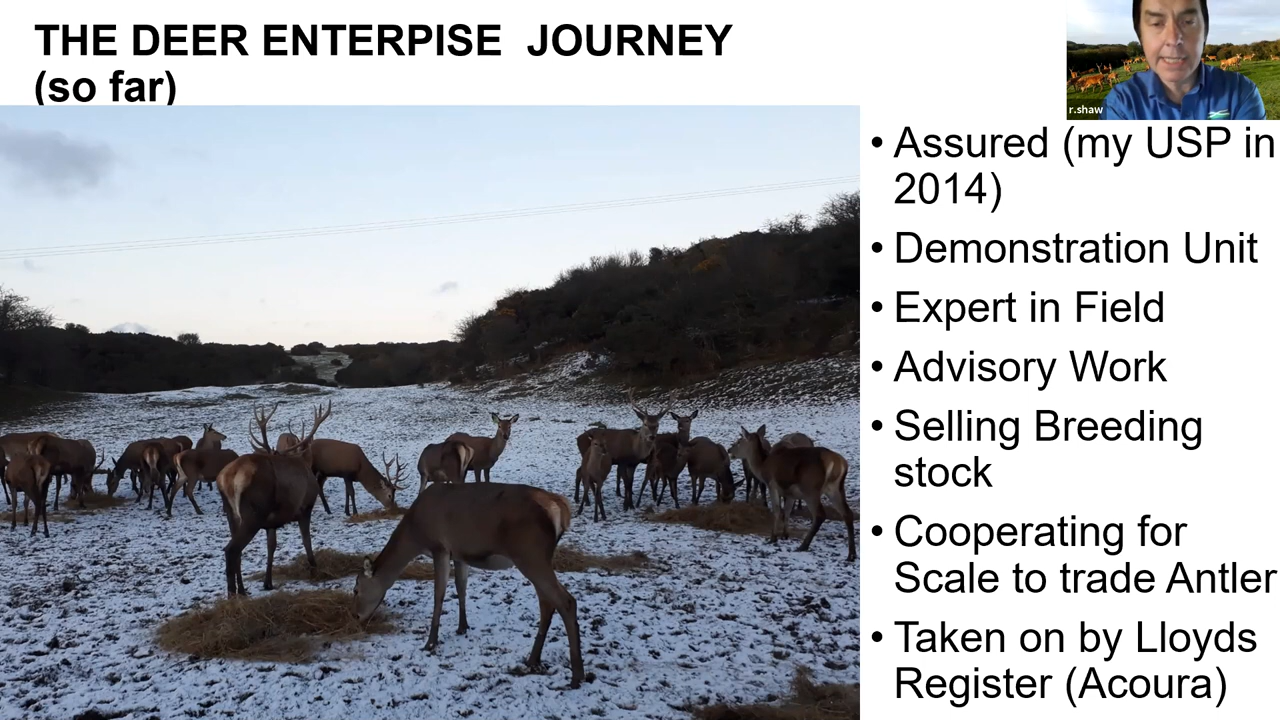 THE DEER ENTERPISE JOURNEY
(so far)
r.shaw
• Assured (my USP in
2014)
• Demonstration Unit
• Expert in Field
• Advisory Work
• Selling Breeding
stock
• Cooperating for
Scale to trade Antler
• Taken on by Lloyds
Register (Acoura)